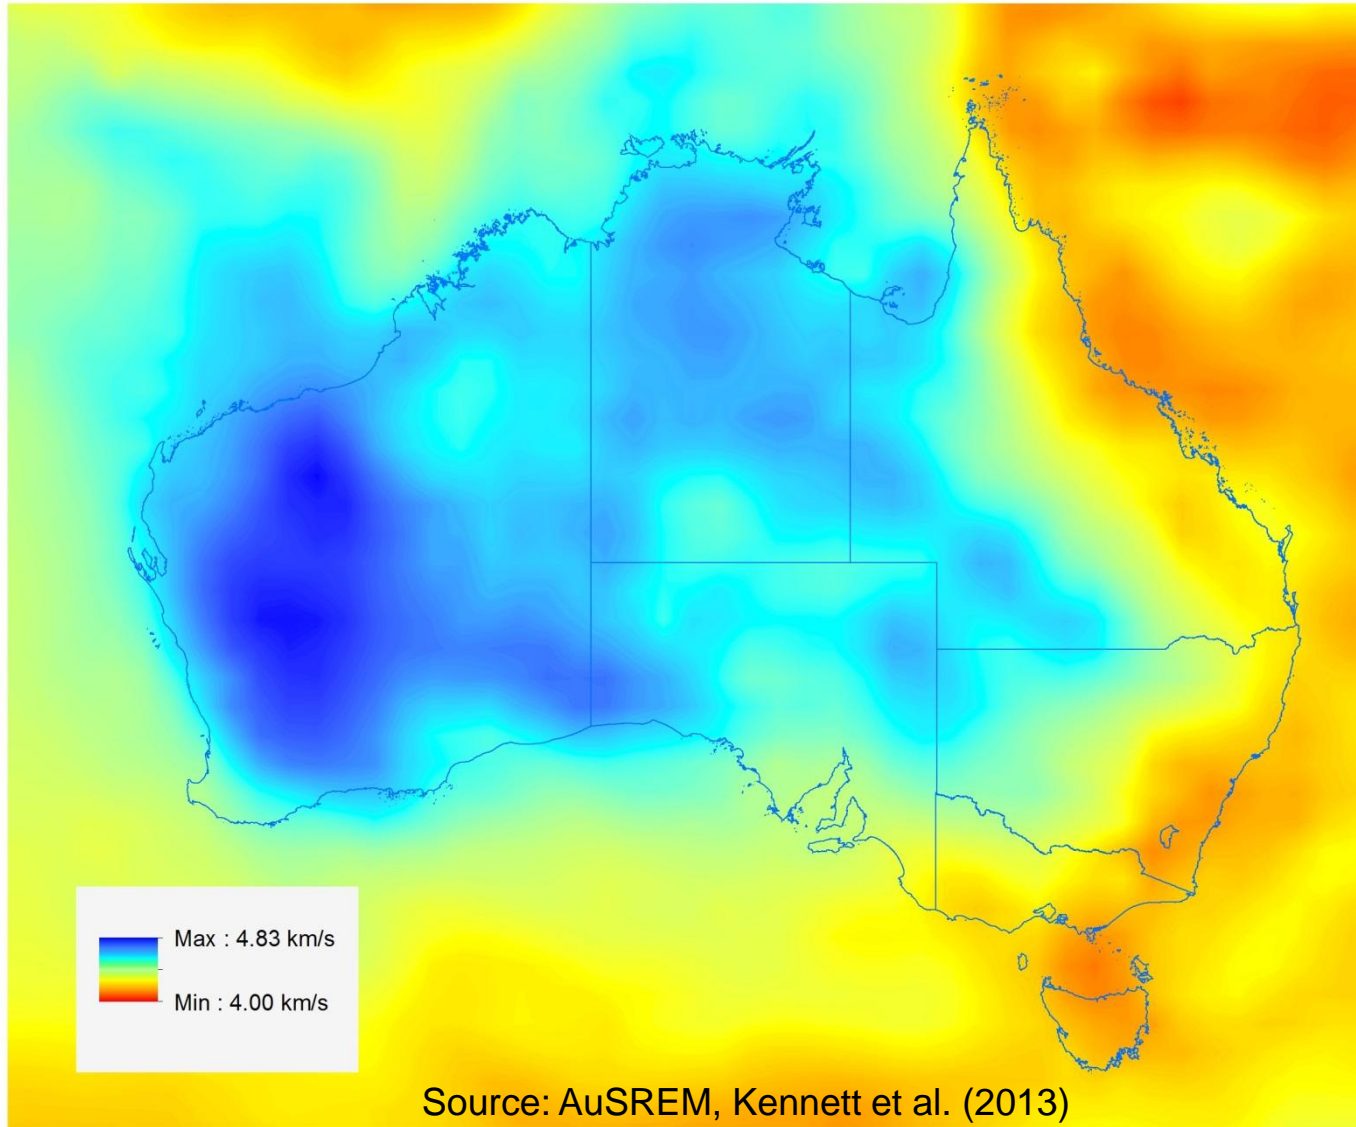 Max : 4.83 km/s
Min : 4.00 km/s
Source: AuSREM, Kennett et al. (2013)